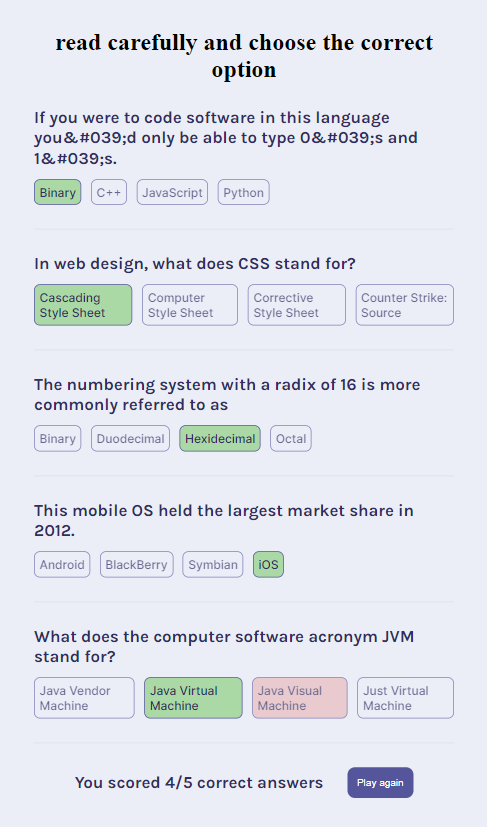 read carefully and choose the correct
option
If you were to code software in this language
you&#039;d only be able to type 0&#039;s and
1&#039;s.
Binary C++ JavaScript Python
In web design, what does CSS stand for?
Cascading Style Sheet Computer Style Sheet Corrective Style Sheet Counter Strike: Source
The numbering system with a radix of 16 is more
commonly referred to as
Binary Duodecimal Hexidecimal Octal
This mobile OS held the largest market share in
2012.
Android BlackBerry Symbian iOS
What does the computer software acronym JVM
stand for?
Java Vendor Machine Java Virtual Machine Java Visual Machine Just Virtual Machine
You scored 4/5 correct answers Play again